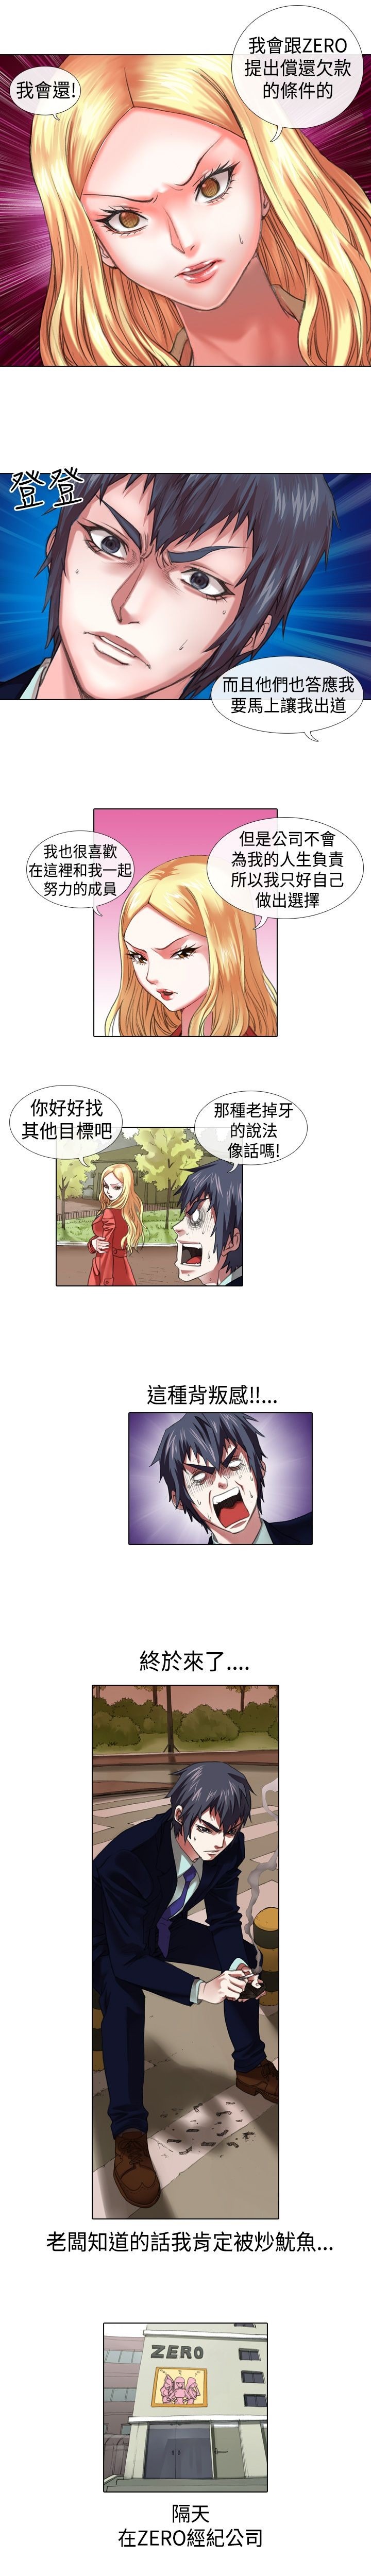 我會還!
我會跟ZERO
提出償還欠款
的條件的
登登
而且他們也答應我
要馬上讓我出道
我也很喜歡
在這裡和我一起
努力的成員
但是公司不會
為我的人生負責
所以我只好自己
做出選擇
你好好找
其他目標吧
那種老掉牙
的說法
像話嗎!
這種背叛感!!...
終於來了....
老闆知道的話我肯定被炒魷魚...
ZERO
隔天
在ZERO經紀公司